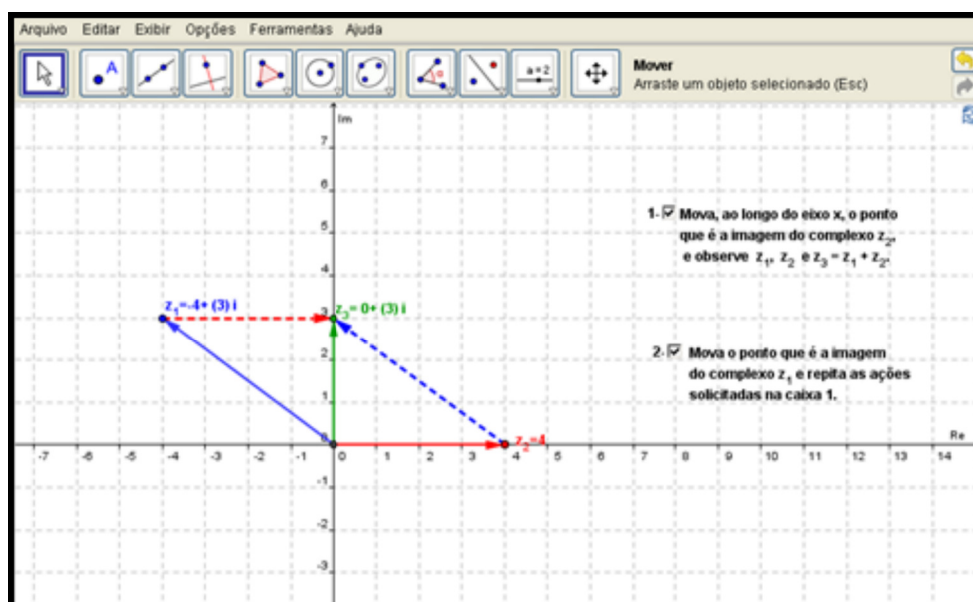 Arquivo Editar Exibir Opções Ferramentas Ajuda
A
α
a=2
Mover
Arraste um objeto selecionado (Esc)
Im
7
6
5
4
3
2
1
0
-1
-2
-3
z₁=-4+ (3) i
z₃= 0+ (3) i
z₂=4
Re
-7 -6 -5 -4 -3 -2 -1 0 1 2 3 4 5 6 7 8 9 10 11 12 13 14
1- Mova, ao longo do eixo x, o ponto
que é a imagem do complexo z₂,
e observe z₁, z₂ e z₃ = z₁ + z₂.
2- Mova o ponto que é a imagem
do complexo z₁ e repita as ações
solicitadas na caixa 1.